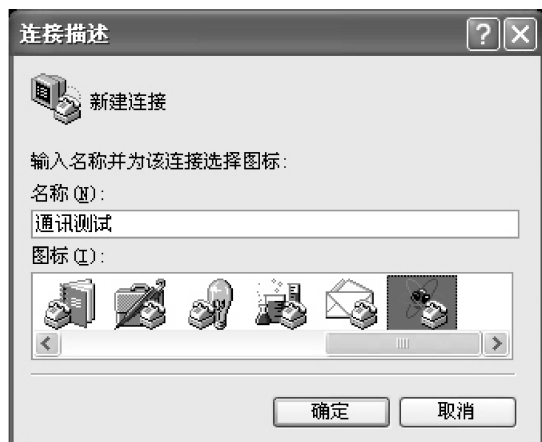 连接描述
新建连接
输入名称并为该连接选择图标:
名称(N):
通讯测试
图标(I):
确定
取消